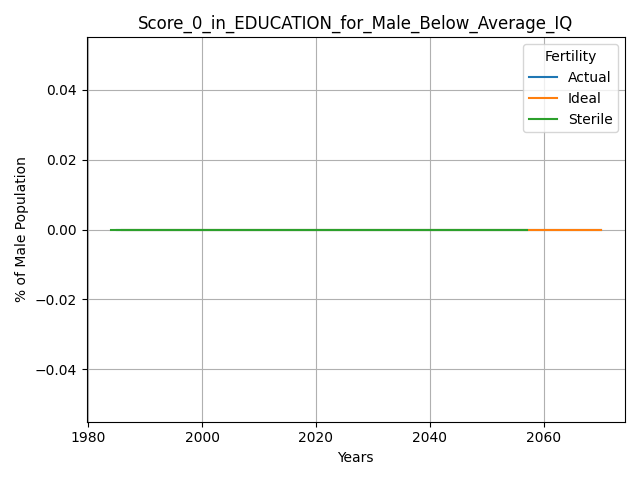 Score_0_in_EDUCATION_for_Male_Below_Average_IQ
Fertility
Actual
Ideal
Sterile
% of Male Population
0.04
0.02
0.00
−0.02
−0.04
1980 2000 2020 2040 2060
Years